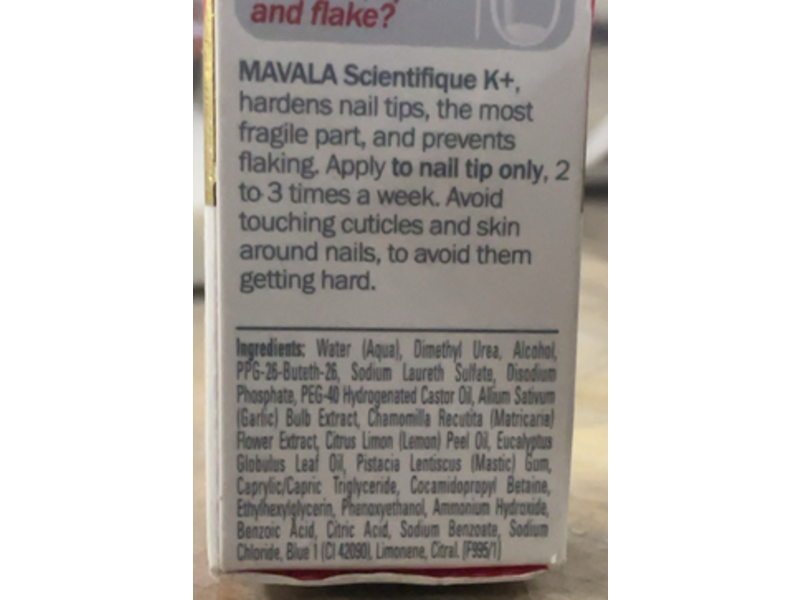 and flake?
MAVALA Scientifique K+,
hardens nail tips, the most
fragile part, and prevents
flaking. Apply to nail tip only, 2
to 3 times a week. Avoid
touching cuticles and skin
around nails, to avoid them
getting hard.
Ingredients: Water (Aqua), Dimethyl Urea, Alcohol,
PPG-26-Buteth-26, Sodium Laureth Sulfate, Disodium
Phosphate, PEG-40 Hydrogenated Castor Oil, Allium Sativum
(Garlic) Bulb Extract, Chamomilla Recutita (Matricaria)
Flower Extract, Citrus Limon (Lemon) Peel Oil, Eucalyptus
Globulus Leaf Oil, Pistacia Lentiscus (Mastic) Gum,
Caprylic/Capric Triglyceride, Cocamidopropyl Betaine,
Ethylhexylglycerin, Phenoxyethanol, Ammonium Hydroxide,
Benzoic Acid, Citric Acid, Sodium Benzoate, Sodium
Chloride, Blue 1 (CI 42090), Limonene, Citral. (F995/1)